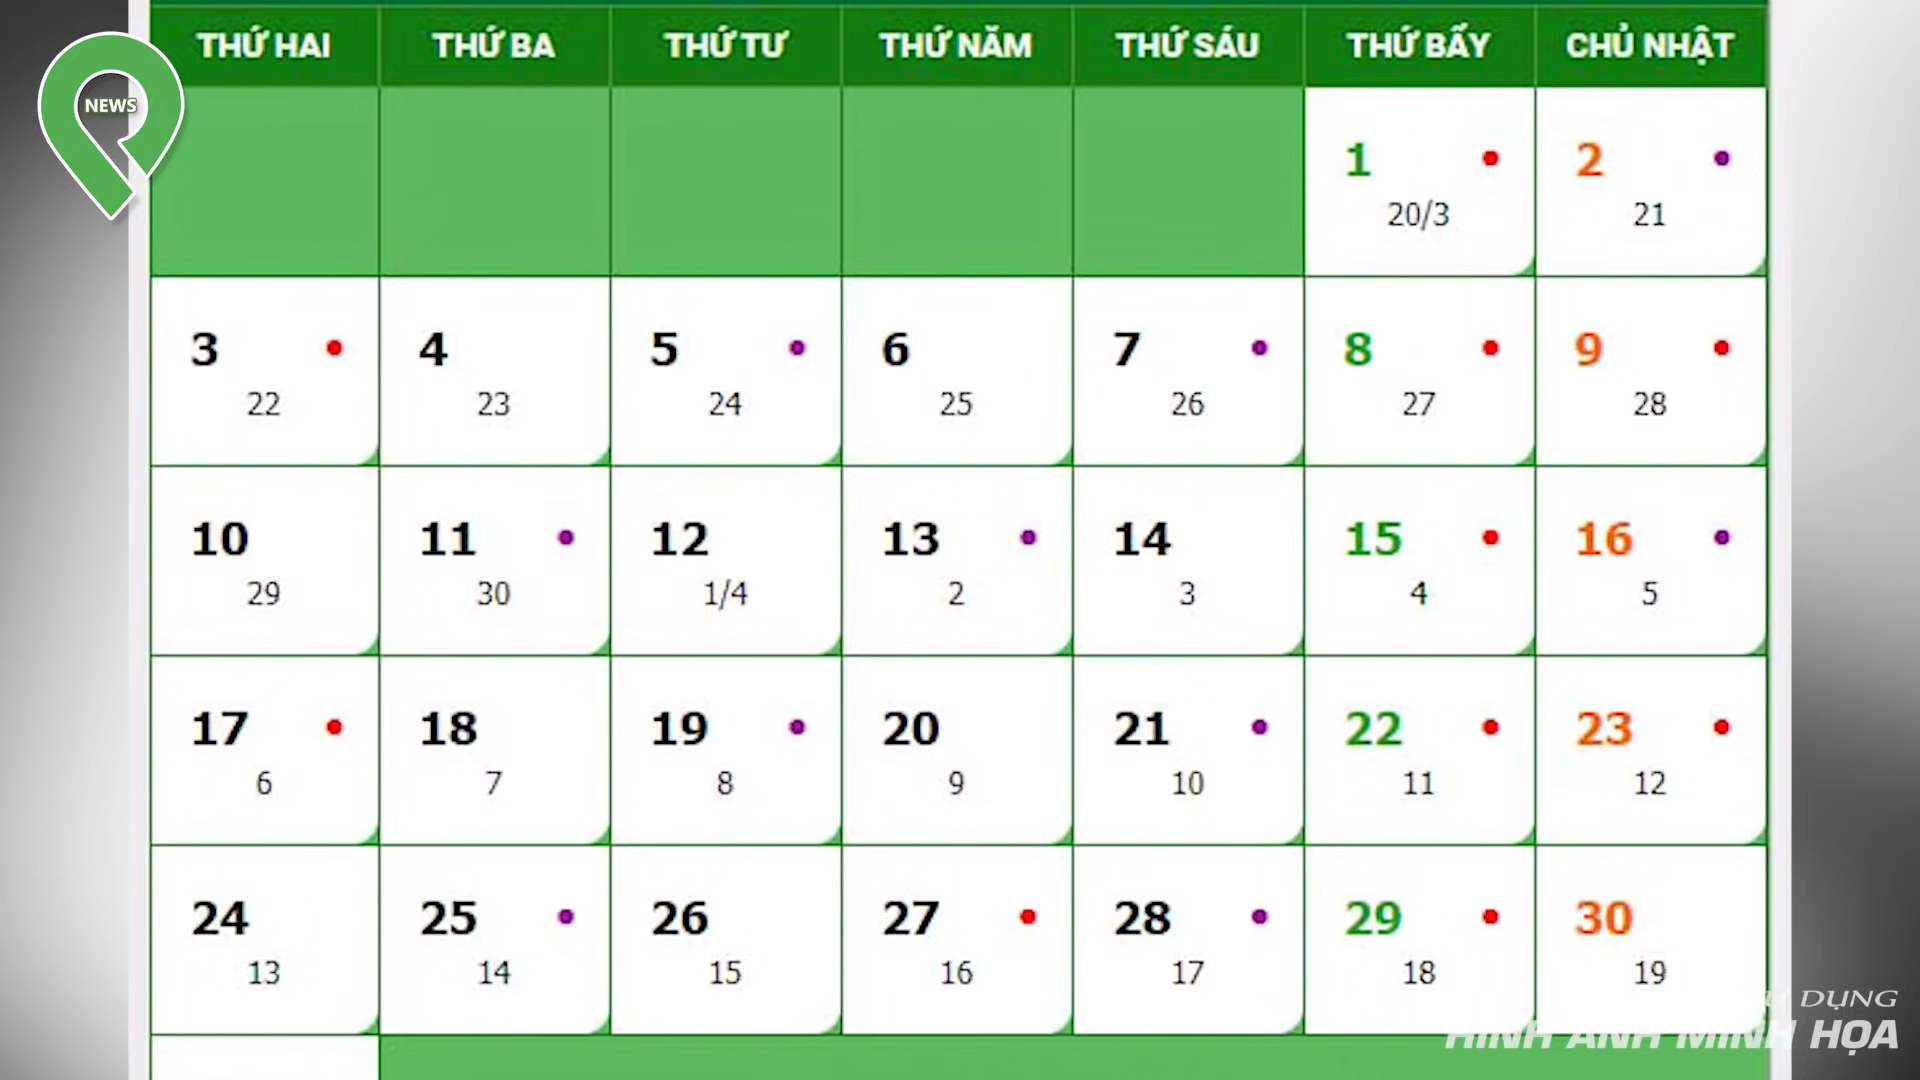 THỨ HAI THỨ BA THỨ TƯ THỨ NĂM THỨ SÁU THỨ BẨY CHỦ NHẬT
NEWS
1 2
20/3 21
3 4 5 6 7 8 9
22 23 24 25 26 27 28
10 11 12 13 14 15 16
29 30 1/4 2 3 4 5
17 18 19 20 21 22 23
6 7 8 9 10 11 12
24 25 26 27 28 29 30
13 14 15 16 17 18 19
DỤNG
HÌNH ẢNH MINH HỌA